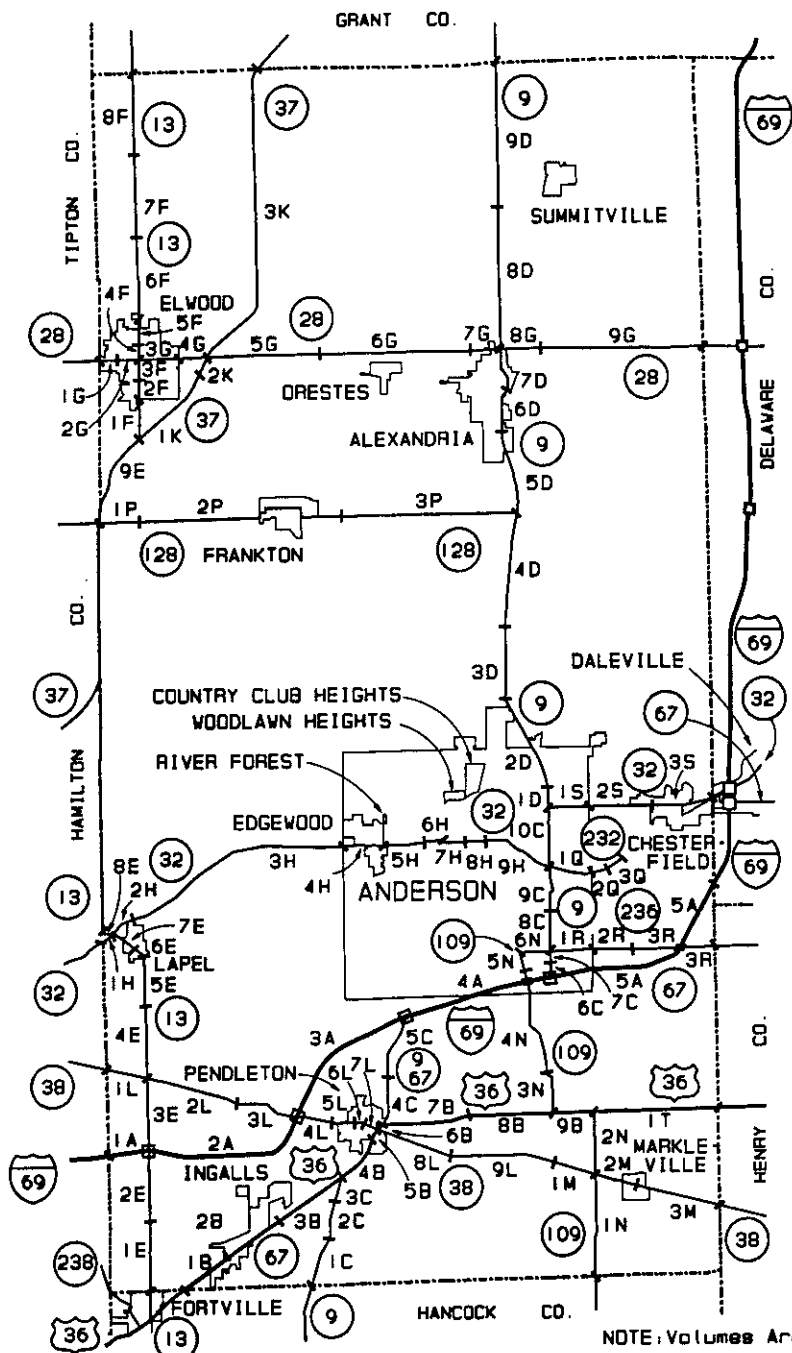 GRANT CO.
8F
13
37
9
9D
69
TIPTON CO.
3K
SUMMITVILLE
7F
13
6F
8D
CO.
4F
ELWOOD
5F
28
28
3G
4G
5G
6G
7G
8G
9G
3F
2K
ORESTES
7D
28
1G
2F
2G
1F
1K
37
6D
ALEXANDRIA
9
DELAWARE
9E
5D
1P
2P
3P
128
FRANKTON
128
CO.
4D
69
DALEVILLE
3D
32
37
COUNTRY CLUB HEIGHTS
9
67
WOODLAWN HEIGHTS
RIVER FOREST
2D
32
3S
HAMILTON
1D
1S
2S
EDGEWOOD
6H
32
10C
232
CHESTER-
FIELD
32
3H
5H
7H
8H
4H
9H
1Q
3Q
69
8E
2H
ANDERSON
2Q
13
9C
9
236
5A
7E
8C
6E
109
6N
1R
2R
3R
LAPEL
1H
5N
5A
3R
32
5E
4A
7C
67
13
6C
4E
3A
5C
69
4N
109
CO.
38
PENDLETON
9
6L
7L
67
36
3N
36
1L
5L
3E
2L
3L
4L
4C
7B
8B
9B
1T
1A
2A
6B
2N
MARKLE-
VILLE
HENRY
69
INGALLS
36
4B
5B
8L
38
9L
1M
2M
2E
3C
2B
3B
2C
109
1N
3M
38
1E
1B
67
1C
238
FORTVILLE
9
HANCOCK CO.
36
13
NOTE:Volumes Ar